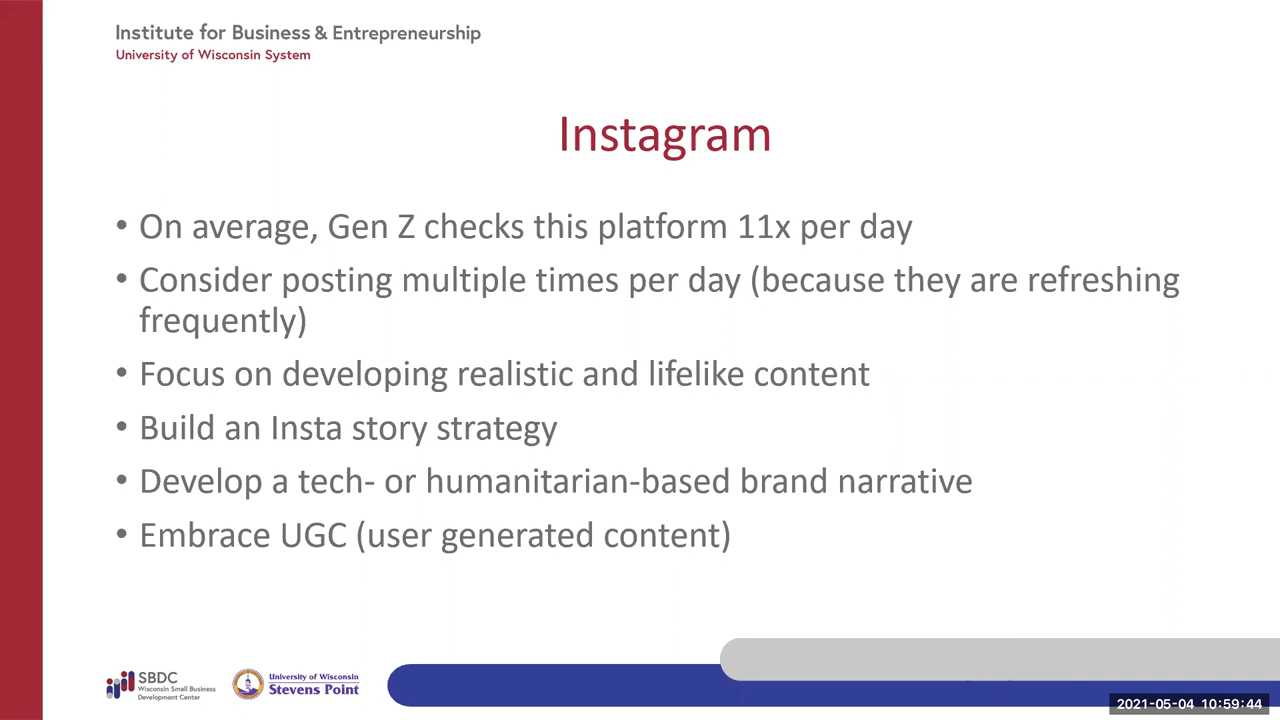 Institute for Business & Entrepreneurship
University of Wisconsin System
Instagram
• On average, Gen Z checks this platform 11x per day
• Consider posting multiple times per day (because they are refreshing
frequently)
• Focus on developing realistic and lifelike content
• Build an Insta story strategy
• Develop a tech- or humanitarian-based brand narrative
• Embrace UGC (user generated content)
SBDC
Wisconsin Small Business
Development Center
University of Wisconsin
Stevens Point
2021-05-04 10:59:44